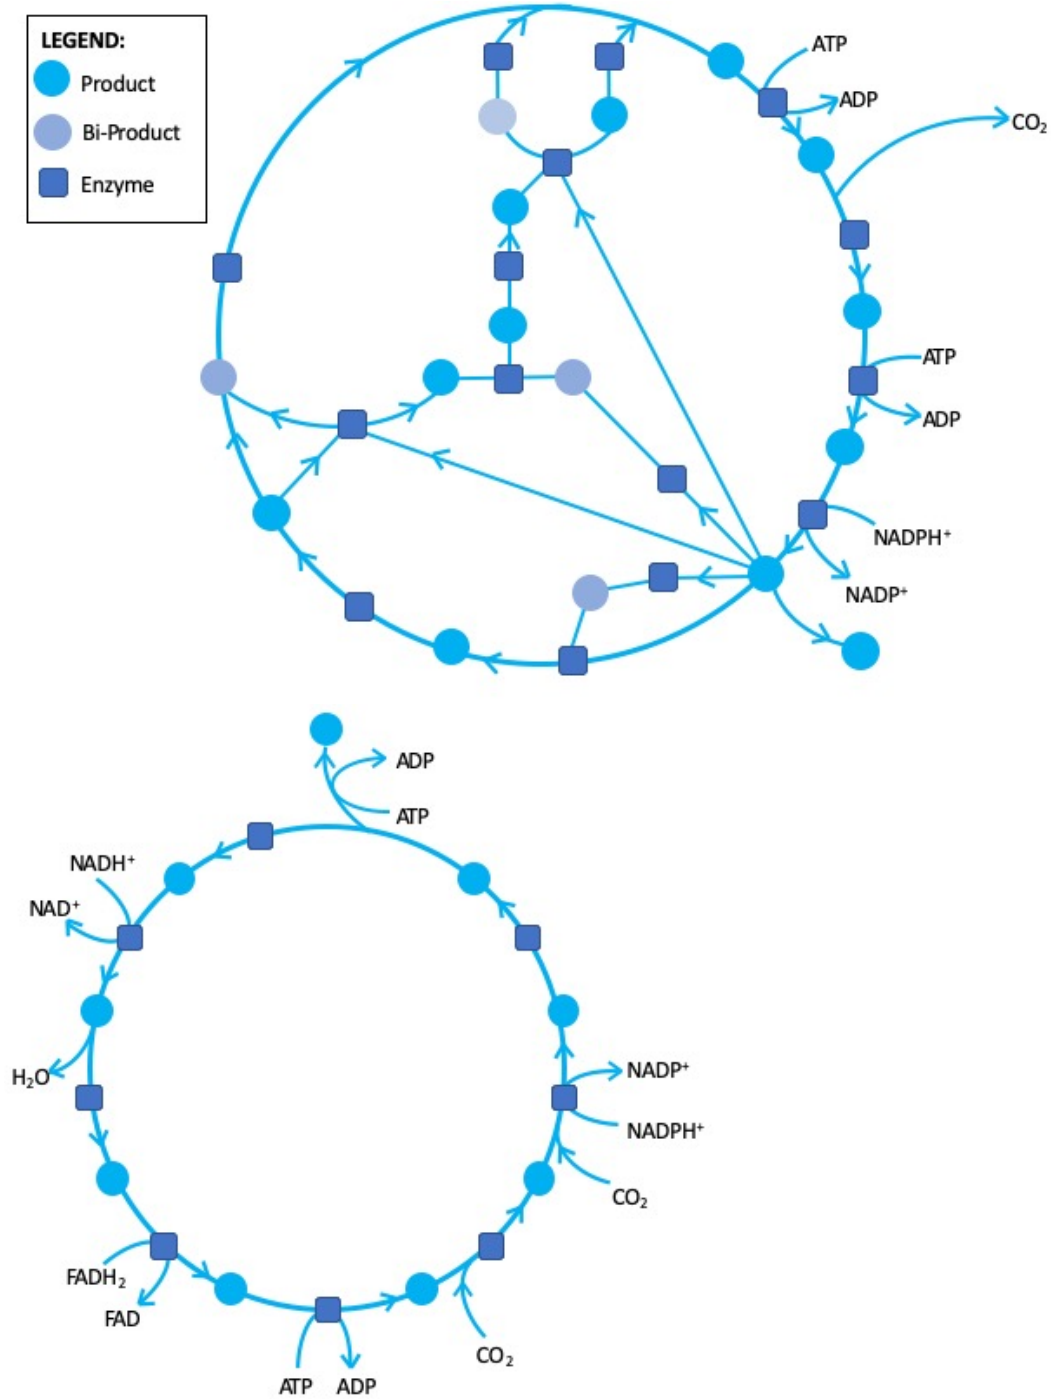 LEGEND:
Product
Bi-Product
Enzyme
ATP
ADP
CO₂
ATP
ADP
NADPH⁺
NADP⁺
ADP
ATP
NADH⁺
NAD⁺
H₂O
NADP⁺
NADPH⁺
CO₂
FADH₂
FAD
CO₂
ATP ADP